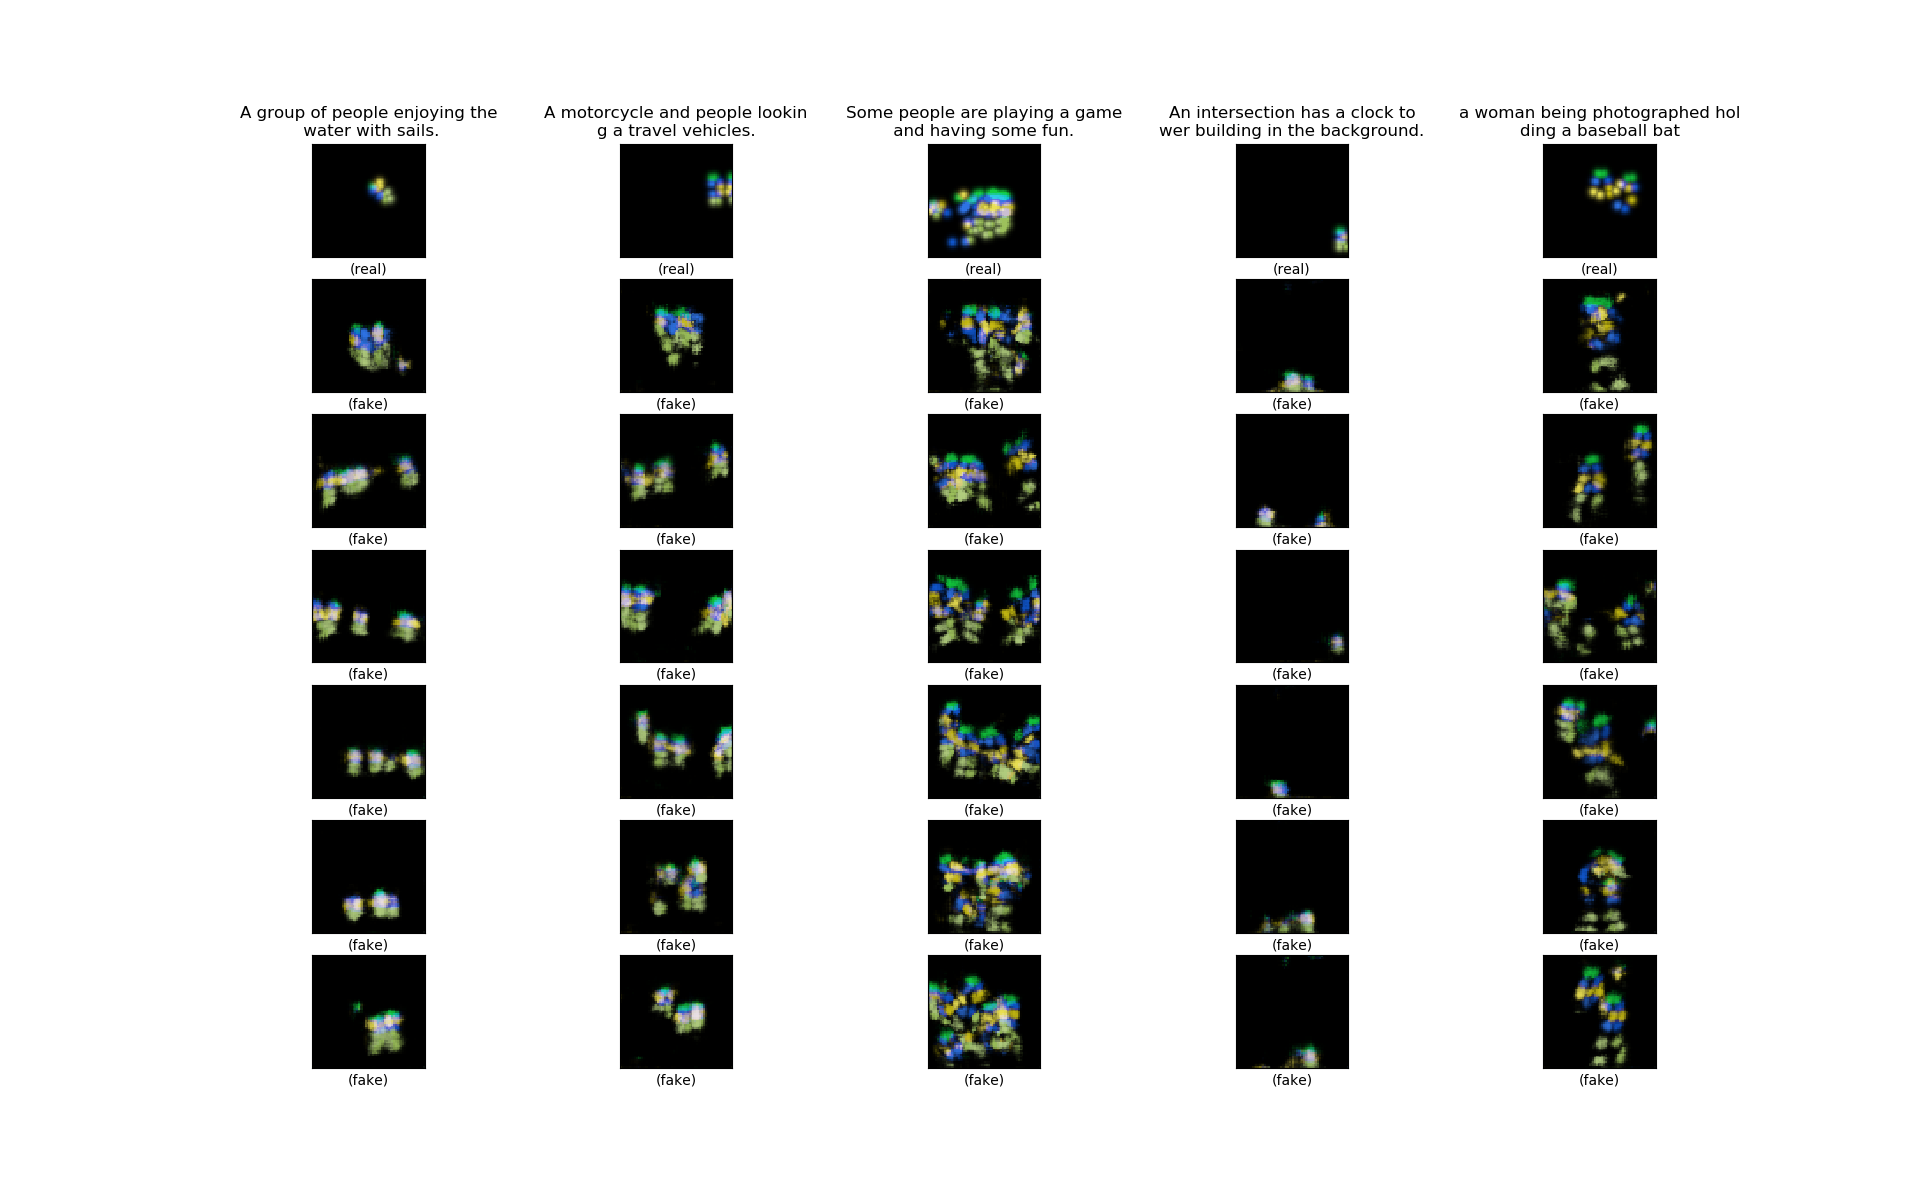 A group of people enjoying the
water with sails.
A motorcycle and people lookin
g a travel vehicles.
Some people are playing a game
and having some fun.
An intersection has a clock to
wer building in the background.
a woman being photographed hol
ding a baseball bat
(real) (real) (real) (real) (real)
(fake) (fake) (fake) (fake) (fake)
(fake) (fake) (fake) (fake) (fake)
(fake) (fake) (fake) (fake) (fake)
(fake) (fake) (fake) (fake) (fake)
(fake) (fake) (fake) (fake) (fake)
(fake) (fake) (fake) (fake) (fake)